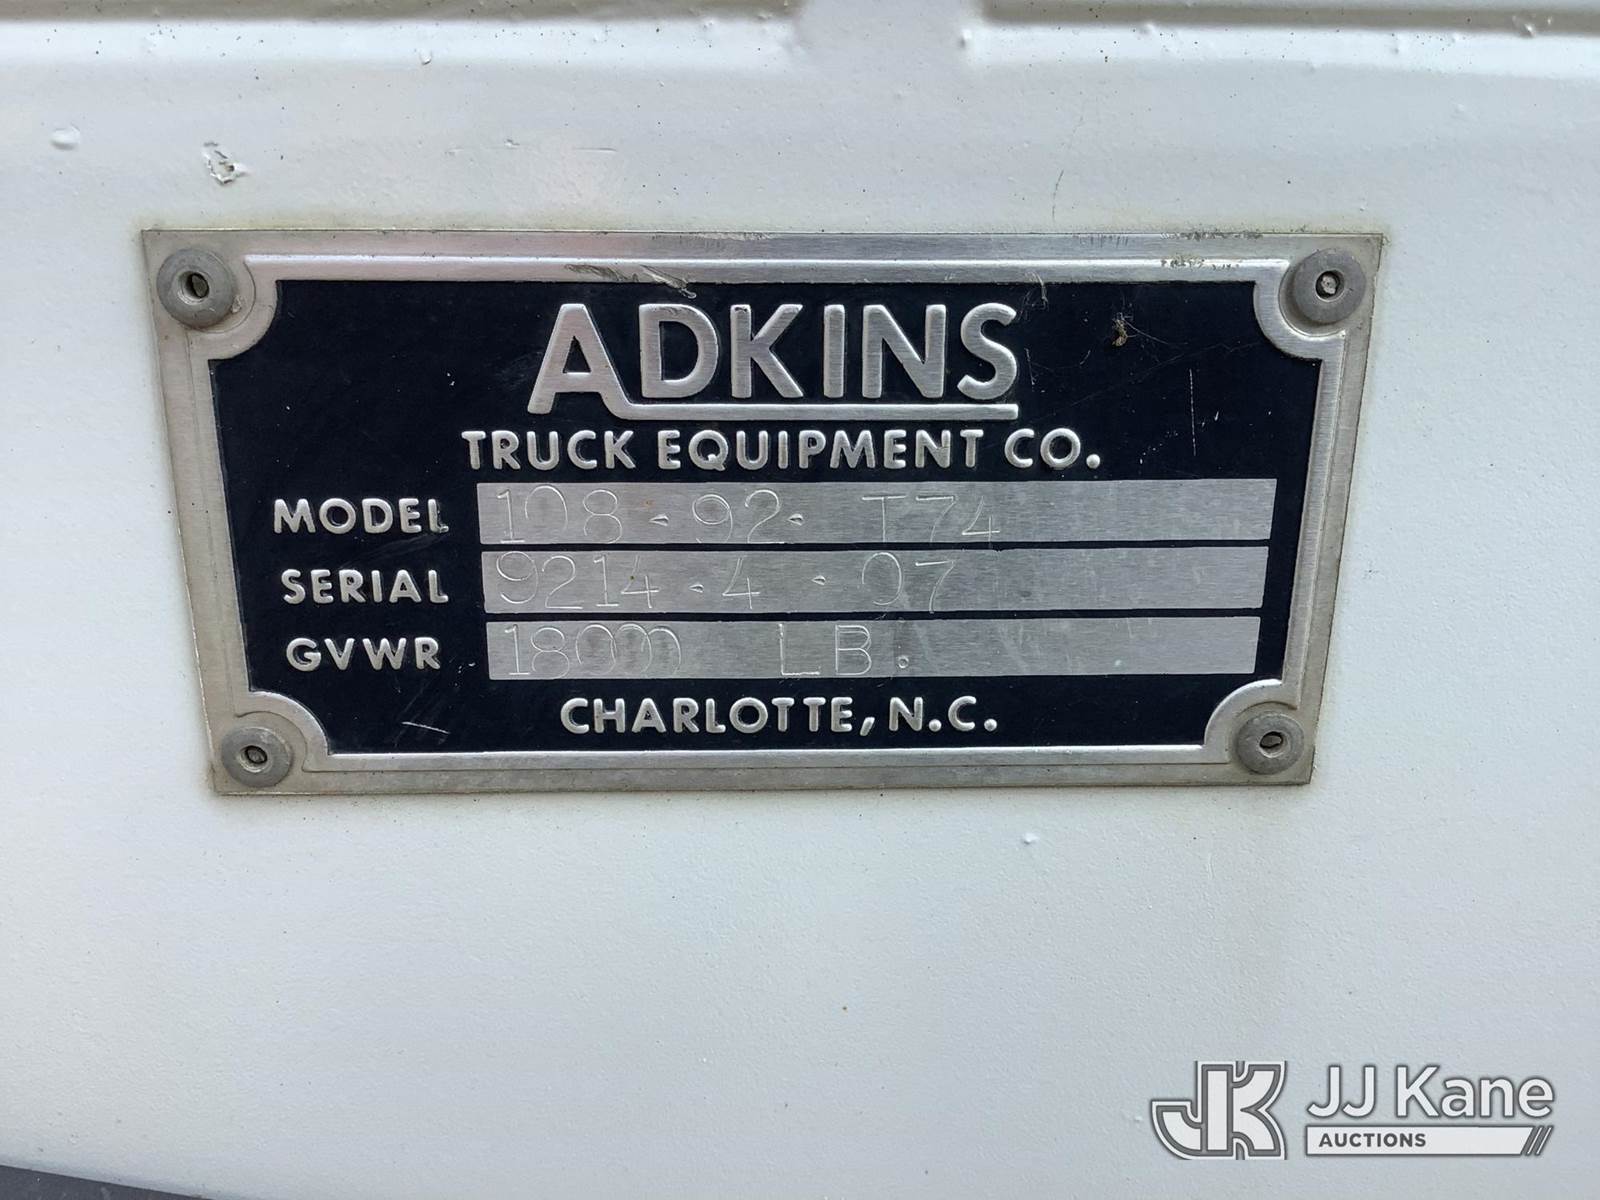 ADKINS
TRUCK EQUIPMENT CO.
MODEL 108-92-T74
SERIAL 9214-4-07
GVWR 18000 LB.
CHARLOTTE, N.C.
JJ Kane
AUCTIONS